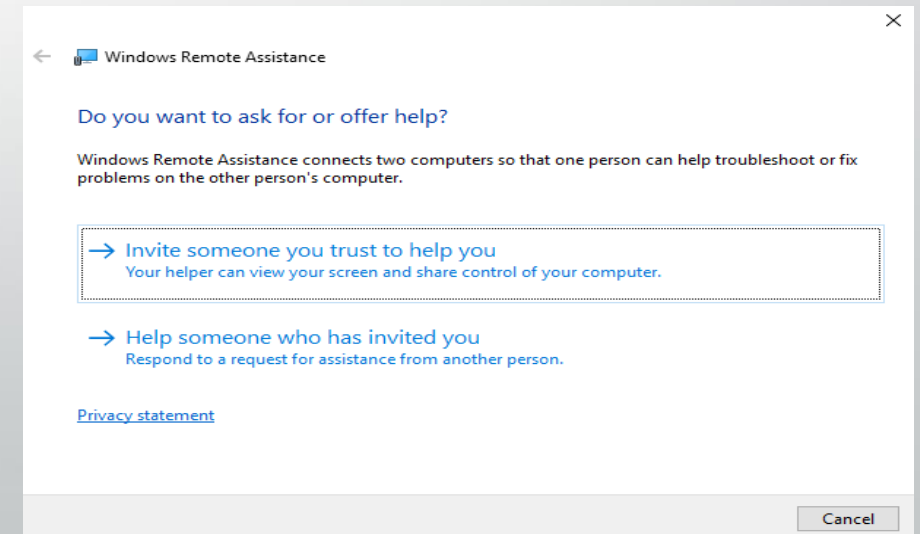 Windows Remote Assistance
Do you want to ask for or offer help?
Windows Remote Assistance connects two computers so that one person can help troubleshoot or fix
problems on the other person's computer.
Invite someone you trust to help you
Your helper can view your screen and share control of your computer.
Help someone who has invited you
Respond to a request for assistance from another person.
Privacy statement
Cancel